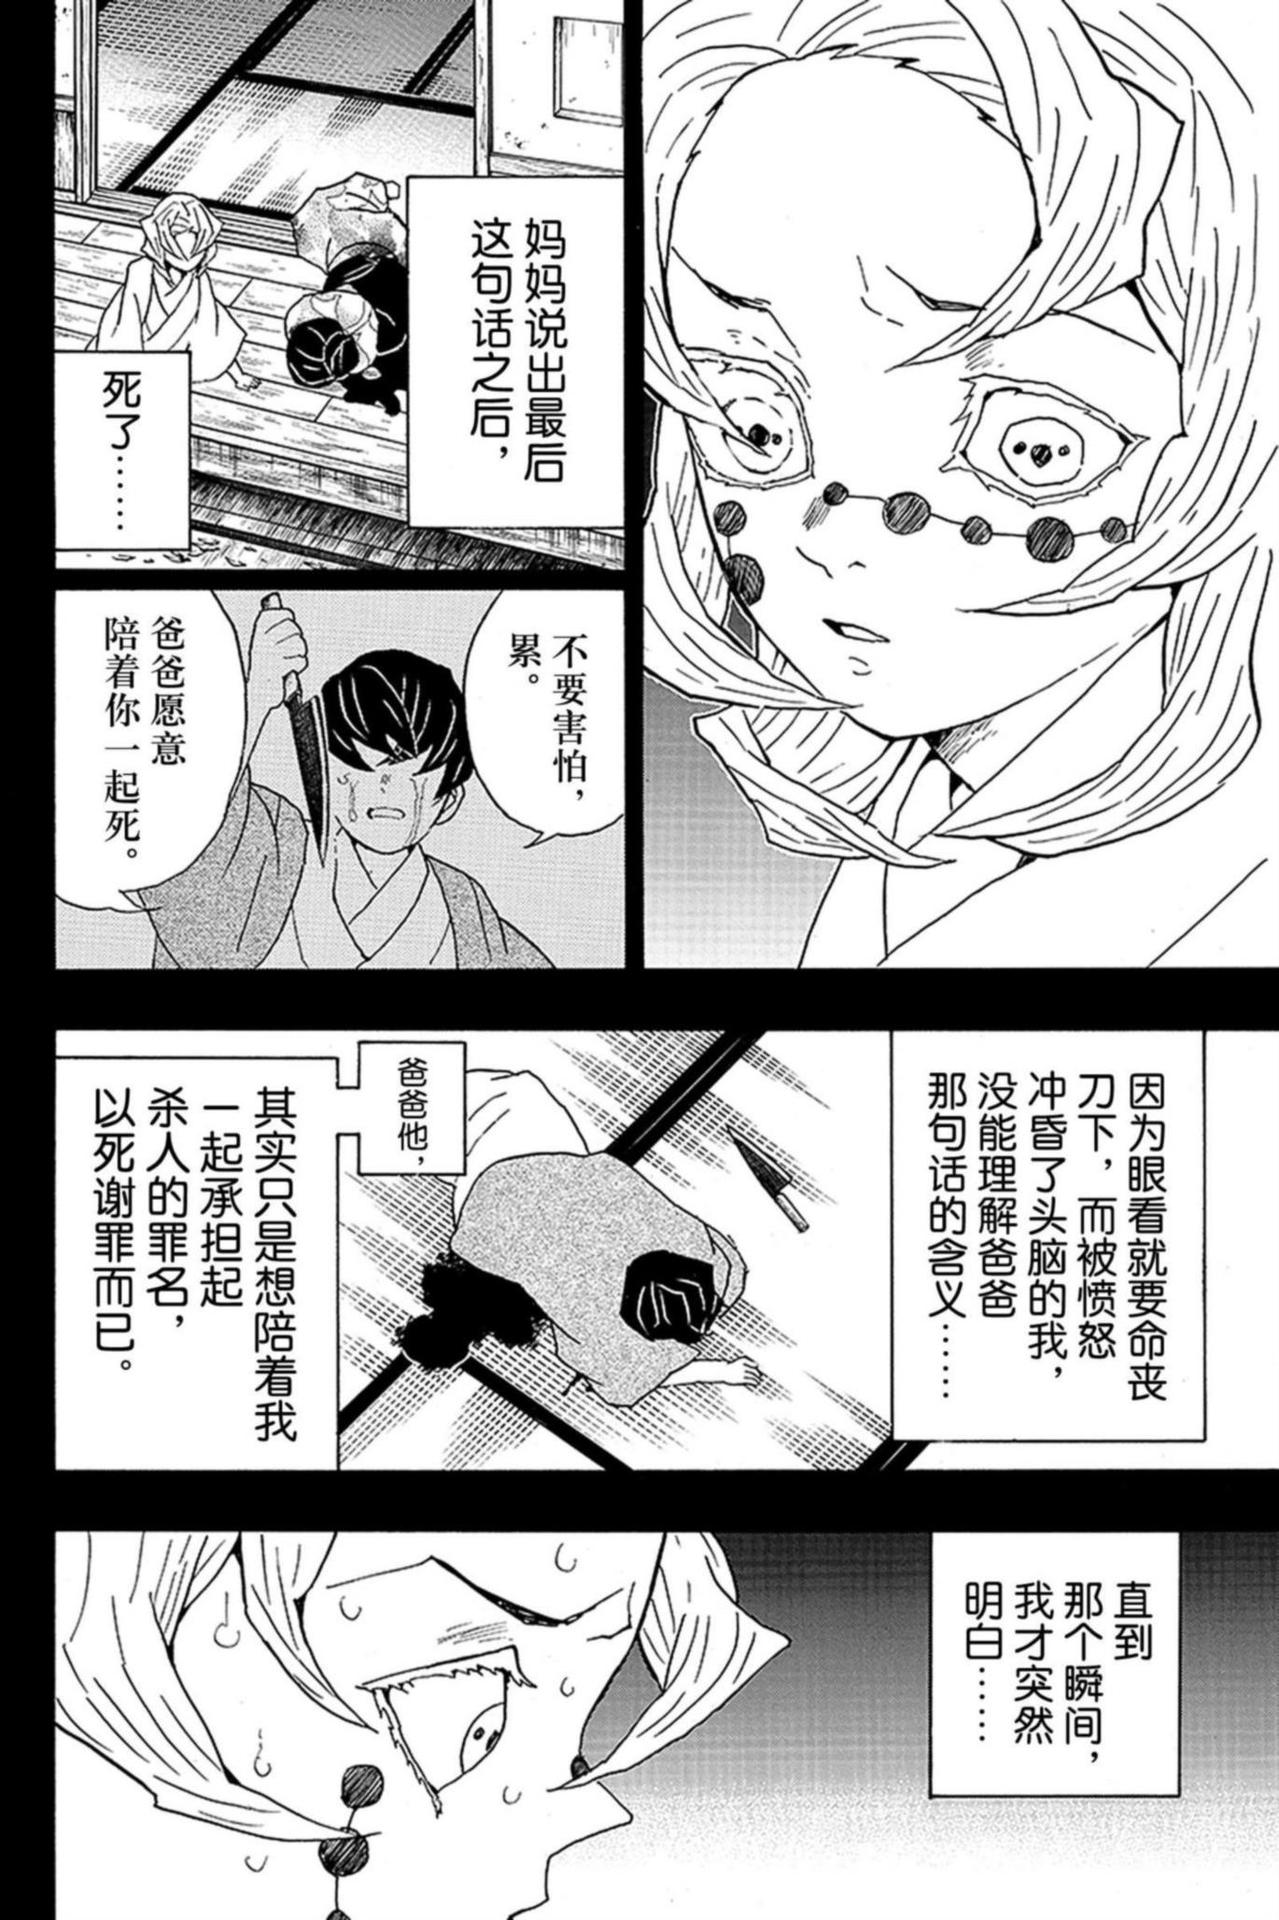 妈妈说出最后
这句话之后，
死了……
不要害怕，
累。
爸爸愿意
陪着你一起死。
因为眼看就要命丧
刀下，而被愤怒
冲昏了头脑的我，
没能理解爸爸
那句话的含义……
爸爸他，
其实只是想陪着我
一起承担起
杀人的罪名，
以死谢罪而已。
直到
那个瞬间，
我才突然
明白……